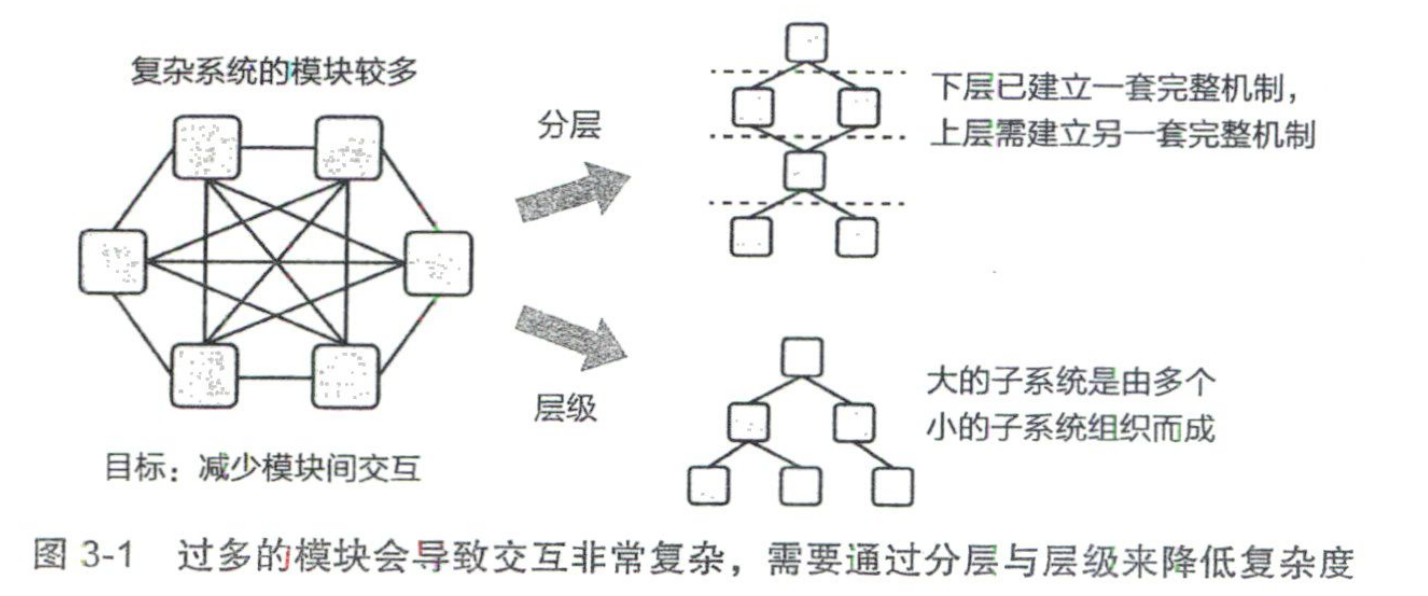 复杂系统的模块较多
分层
下层已建立一套完整机制，
上层需建立另一套完整机制
层级
大的子系统是由多个
小的子系统组织而成
目标：减少模块间交互
图 3-1 过多的模块会导致交互非常复杂，需要通过分层与层级来降低复杂度